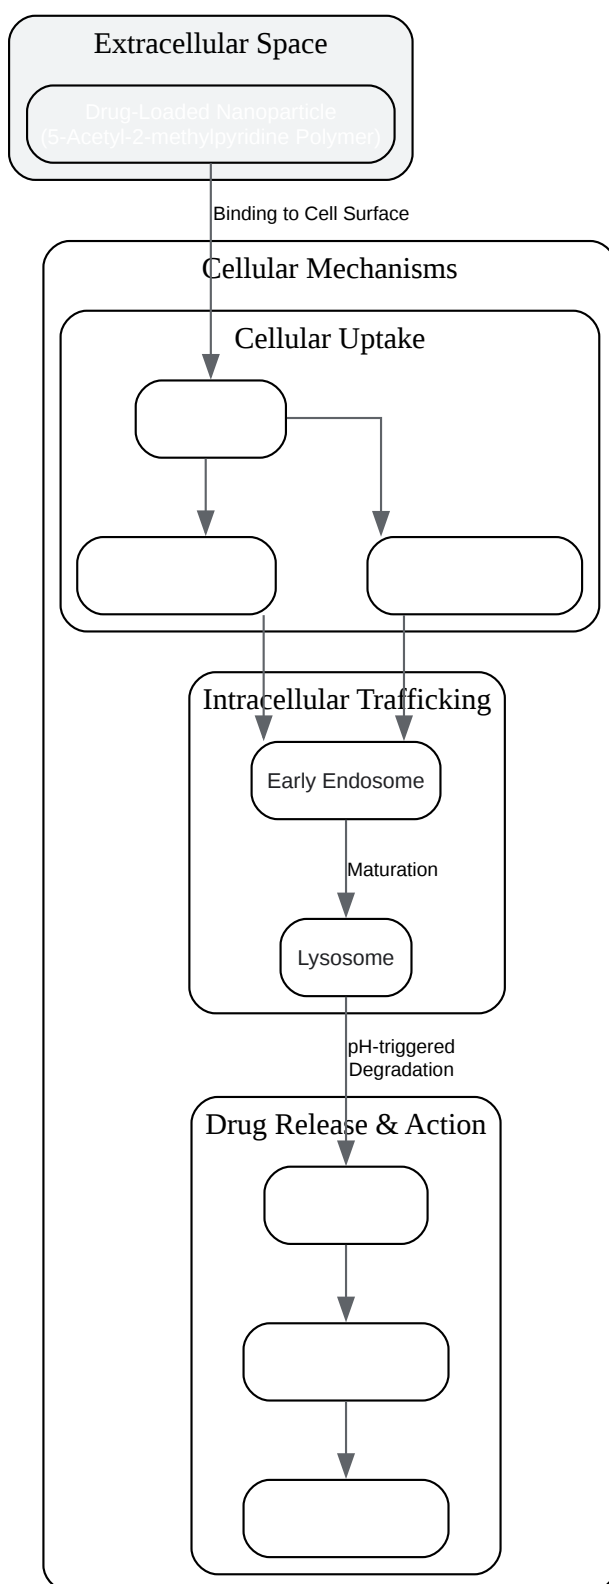 Extracellular Space
Drug-Loaded Nanoparticle
(5-Acetyl-2-methylpyridine Polymer)
Binding to Cell Surface
Cellular Mechanisms
Cellular Uptake
Intracellular Trafficking
Early Endosome
Maturation
Lysosome
pH-triggered
Degradation
Drug Release & Action